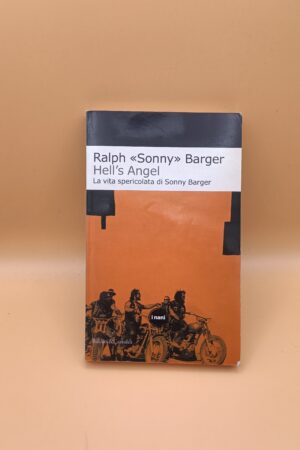 Ralph «Sonny» Barger
Hell's Angel
La vita spericolata di Sonny Barger
i nani